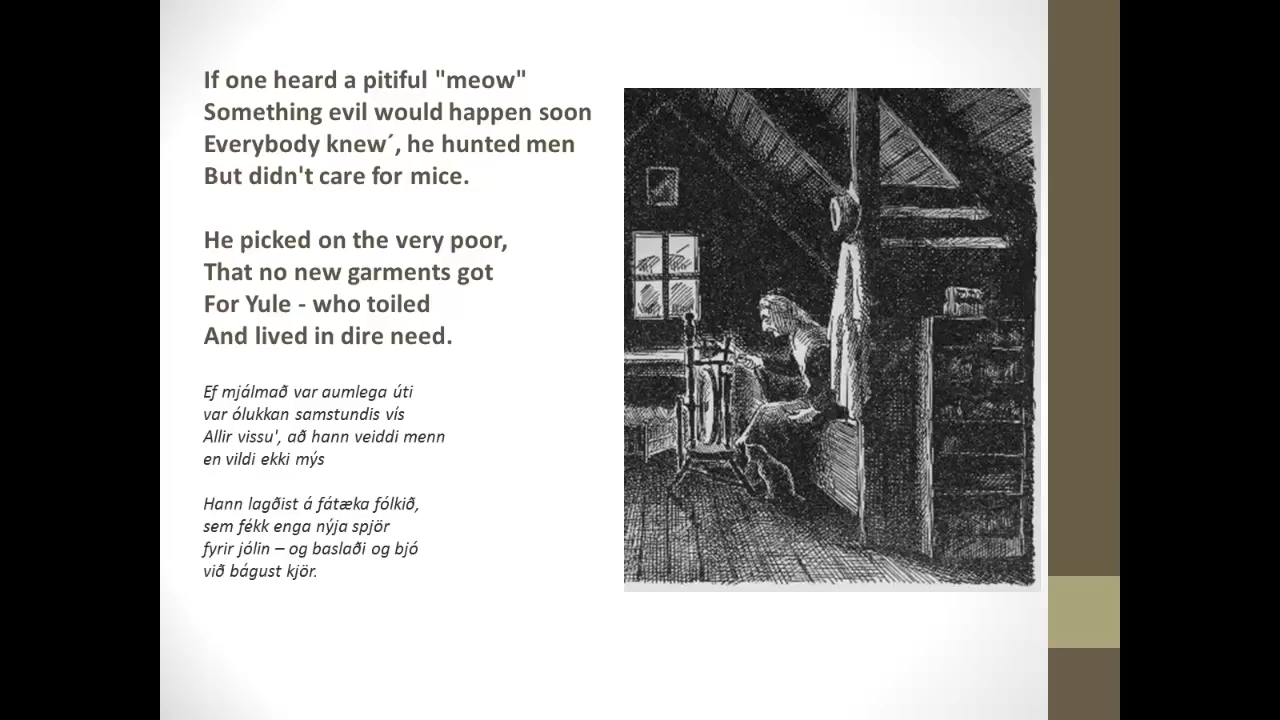 If one heard a pitiful "meow"
Something evil would happen soon
Everybody knew´, he hunted men
But didn't care for mice.
He picked on the very poor,
That no new garments got
For Yule - who toiled
And lived in dire need.
Ef mjálmað var aumlega úti
var ólukkan samstundis vís
Allir vissu', að hann veiddi menn
en vildi ekki mýs
Hann lagðist á fátæka fólkið,
sem fékk enga nýja spjör
fyrir jólin – og baslaði og bjó
við bágust kjör.